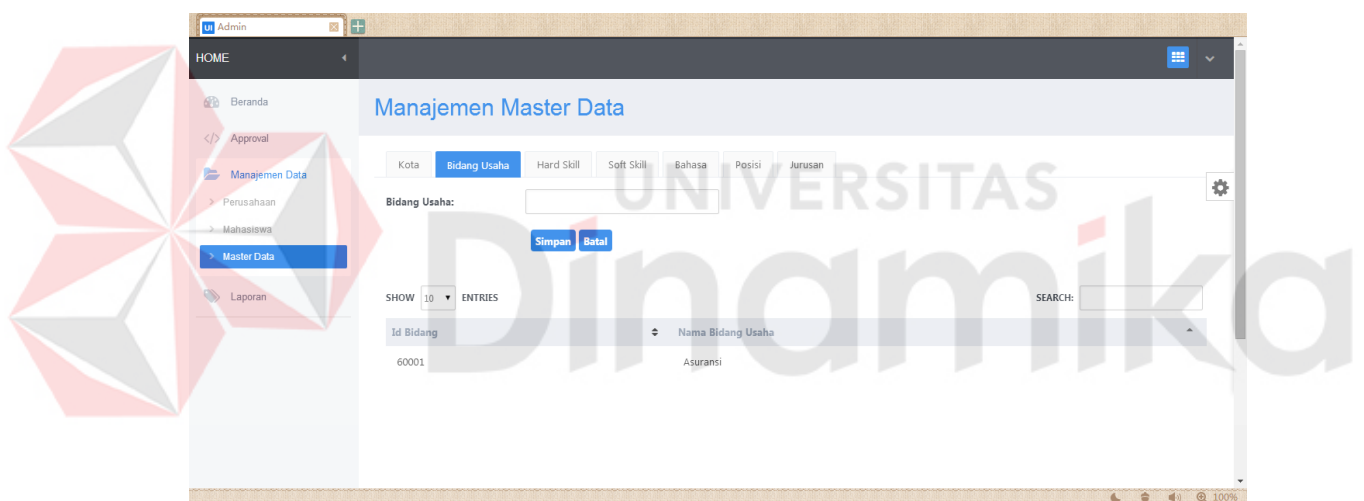 UI Admin
HOME
Beranda
</> Approval
Manajemen Data
> Perusahaan
> Mahasiswa
> Master Data
Laporan
Manajemen Master Data
Kota Bidang Usaha Hard Skill Soft Skill Bahasa Posisi Jurusan
Bidang Usaha:
Simpan Batal
SHOW 10 ENTRIES SEARCH:
Id Bidang Nama Bidang Usaha
60001 Asuransi
UNIVERSITAS
Dinamika
100%